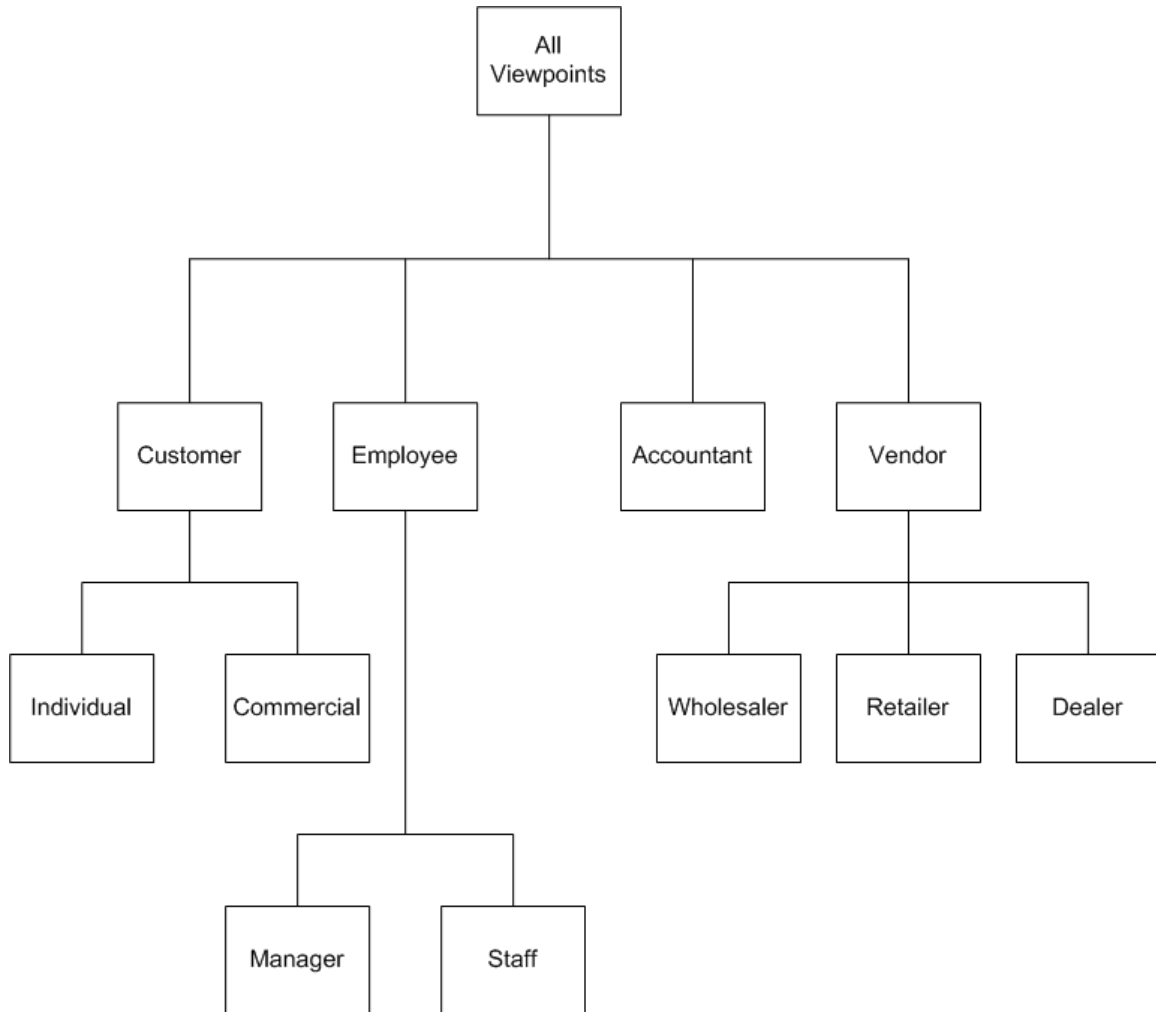 All
Viewpoints
Customer
Employee
Accountant
Vendor
Individual
Commercial
Wholesaler
Retailer
Dealer
Manager
Staff